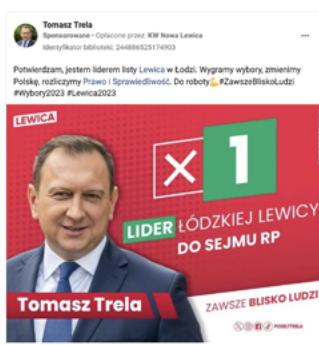 Tomasz Trela
Sponsorowane • Opłacone przez: KW Nowa Lewica
Identyfikator biblioteki: 244886525174903
Potwierdzam, jestem liderem listy Lewica w Łodzi. Wygramy wybory, zmienimy
Polskę, rozliczymy Prawo i Sprawiedliwość. Do roboty💪#ZawszeBliskoLudzi
#Wybory2023 #Lewica2023
LEWICA
X 1
LIDER ŁÓDZKIEJ LEWICY
DO SEJMU RP
Tomasz Trela
ZAWSZE BLISKO LUDZI
POSELTRELA